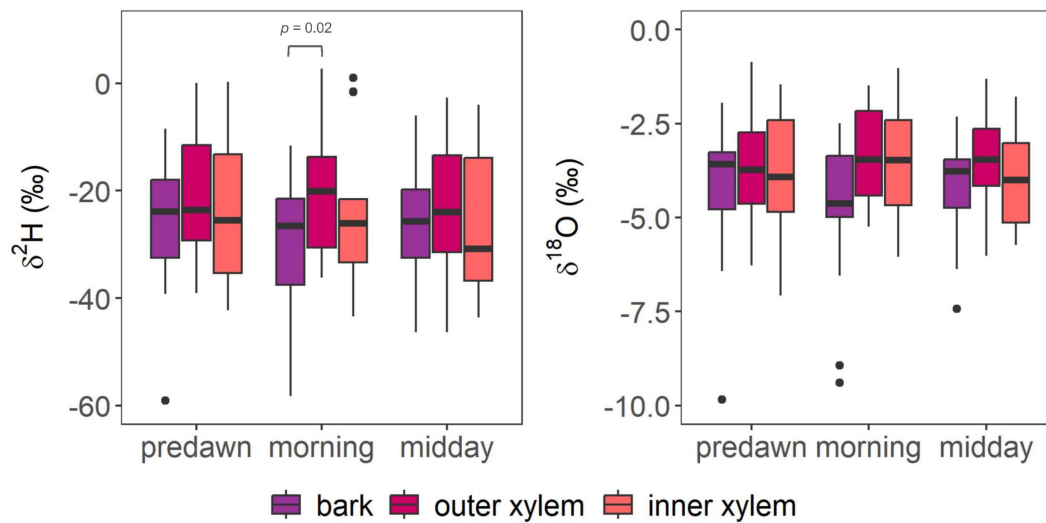 p = 0.02
δ²H (‰)
0
-20
-40
-60
predawn morning midday
δ¹⁸O (‰)
0.0
-2.5
-5.0
-7.5
-10.0
predawn morning midday
bark outer xylem inner xylem